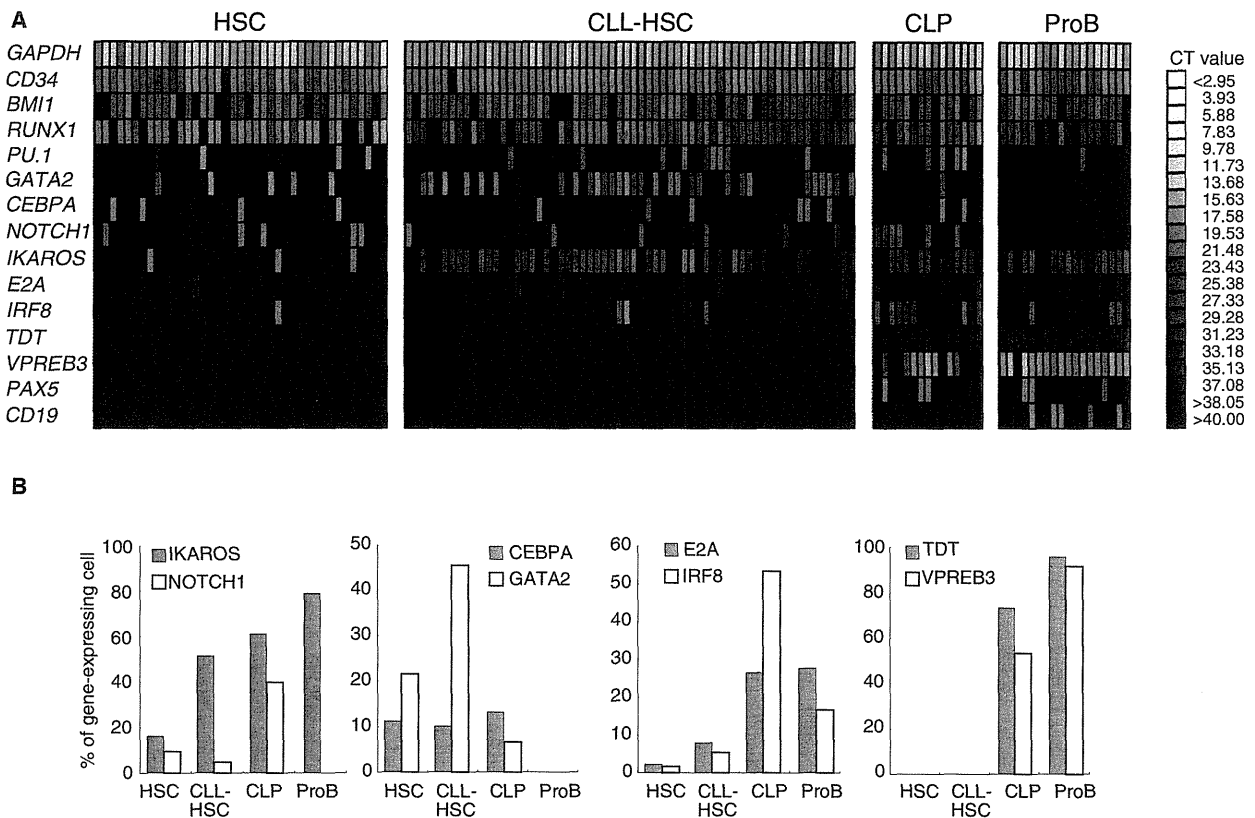 A
HSC
CLL-HSC
CLP
ProB
GAPDH
CD34
BMI1
RUNX1
PU.1
GATA2
CEBPA
NOTCH1
IKAROS
E2A
IRF8
TDT
VPREB3
PAX5
CD19
CT value
<2.95
3.93
5.88
7.83
9.78
11.73
13.68
15.63
17.58
19.53
21.48
23.43
25.38
27.33
29.28
31.23
33.18
35.13
37.08
>38.05
>40.00
B
% of gene-expressing cell
100
80
60
40
20
0
IKAROS
NOTCH1
HSC CLL-HSC CLP ProB
50
40
30
20
10
0
CEBPA
GATA2
HSC CLL-HSC CLP ProB
60
50
40
30
20
10
0
E2A
IRF8
HSC CLL-HSC CLP ProB
100
80
60
40
20
0
TDT
VPREB3
HSC CLL-HSC CLP ProB